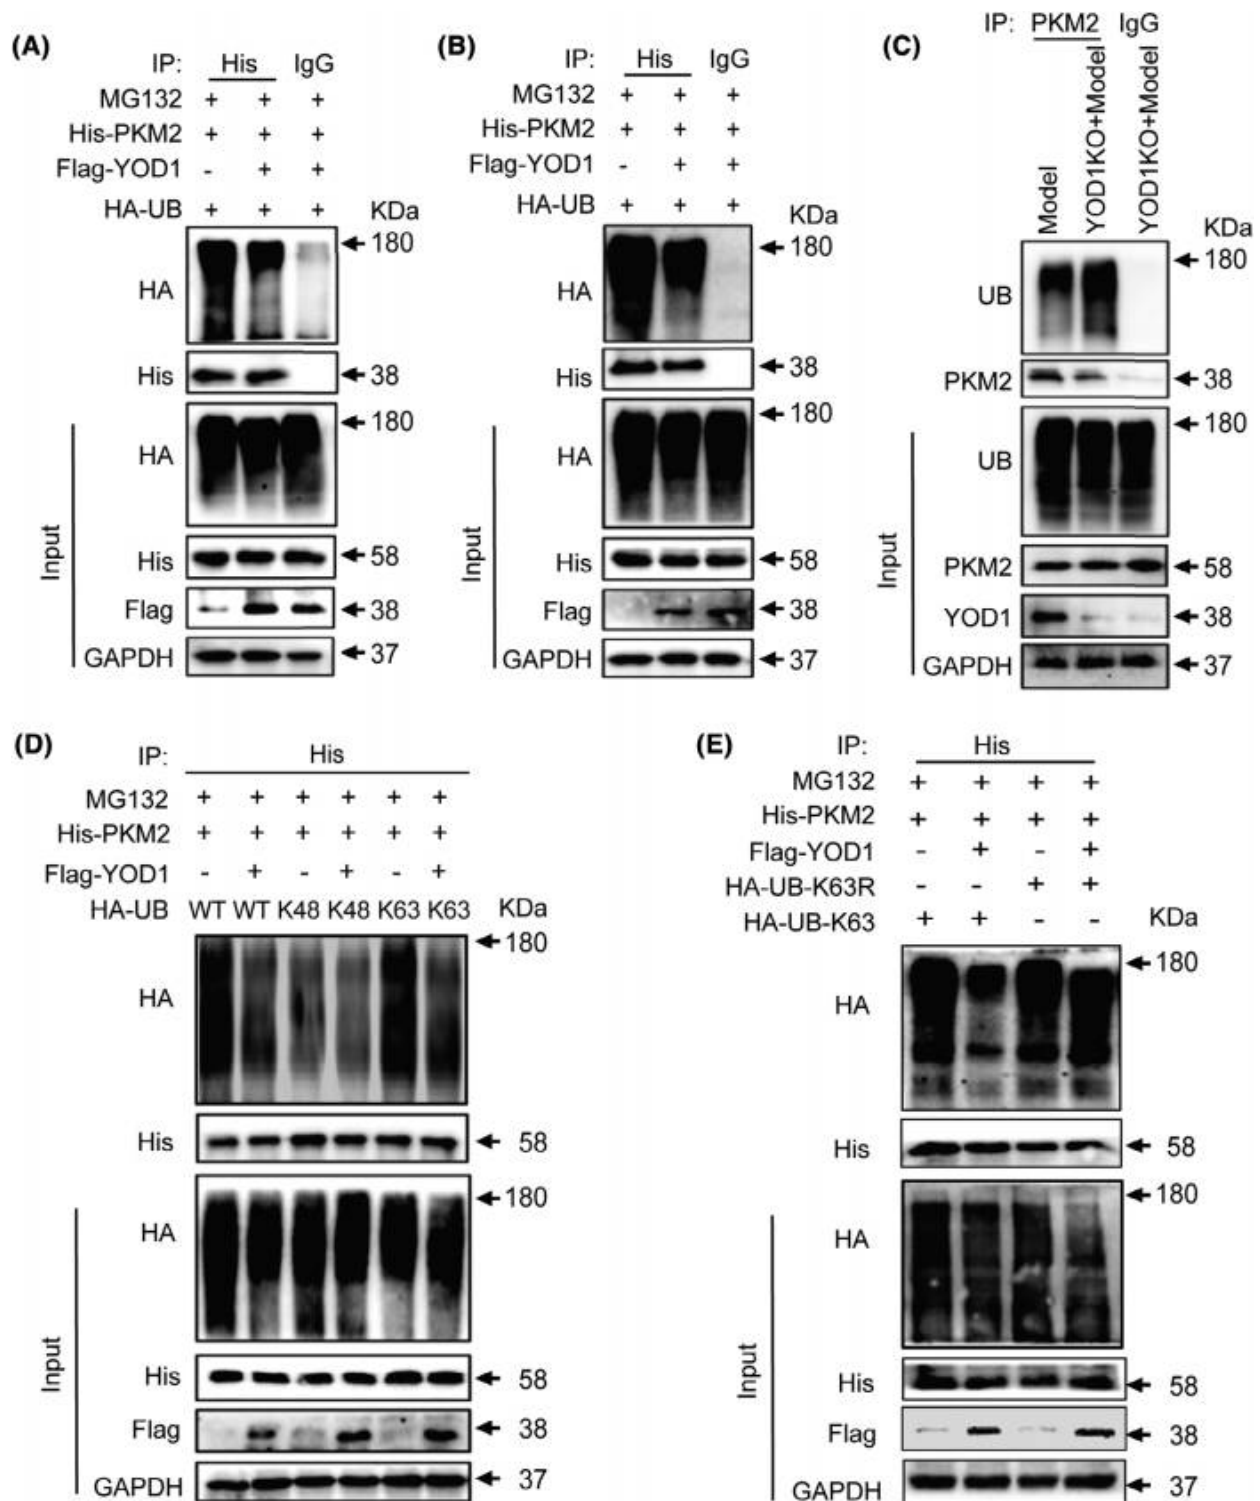 (A)
IP: His IgG
MG132 + + +
His-PKM2 + + +
Flag-YOD1 - + +
HA-UB + + + KDa
HA 180
His 38
HA 180
His 58
Flag 38
GAPDH 37
Input
(B)
IP: His IgG
MG132 + + +
His-PKM2 + + +
Flag-YOD1 - + +
HA-UB + + + KDa
HA 180
His 38
HA 180
His 58
Flag 38
GAPDH 37
Input
(C)
IP: PKM2 IgG
Model
YOD1KO+Model
YOD1KO+Model
KDa
UB 180
PKM2 38
UB 180
PKM2 58
YOD1 38
GAPDH 37
Input
(D)
IP: His
MG132 + + + + + +
His-PKM2 + + + + + +
Flag-YOD1 - + - + - +
HA-UB WT WT K48 K48 K63 K63 KDa
HA 180
His 58
HA 180
His 58
Flag 38
GAPDH 37
Input
(E)
IP: His
MG132 + + + +
His-PKM2 + + + +
Flag-YOD1 - + - +
HA-UB-K63R - - + +
HA-UB-K63 + + - - KDa
HA 180
His 58
HA 180
His 58
Flag 38
GAPDH 37
Input